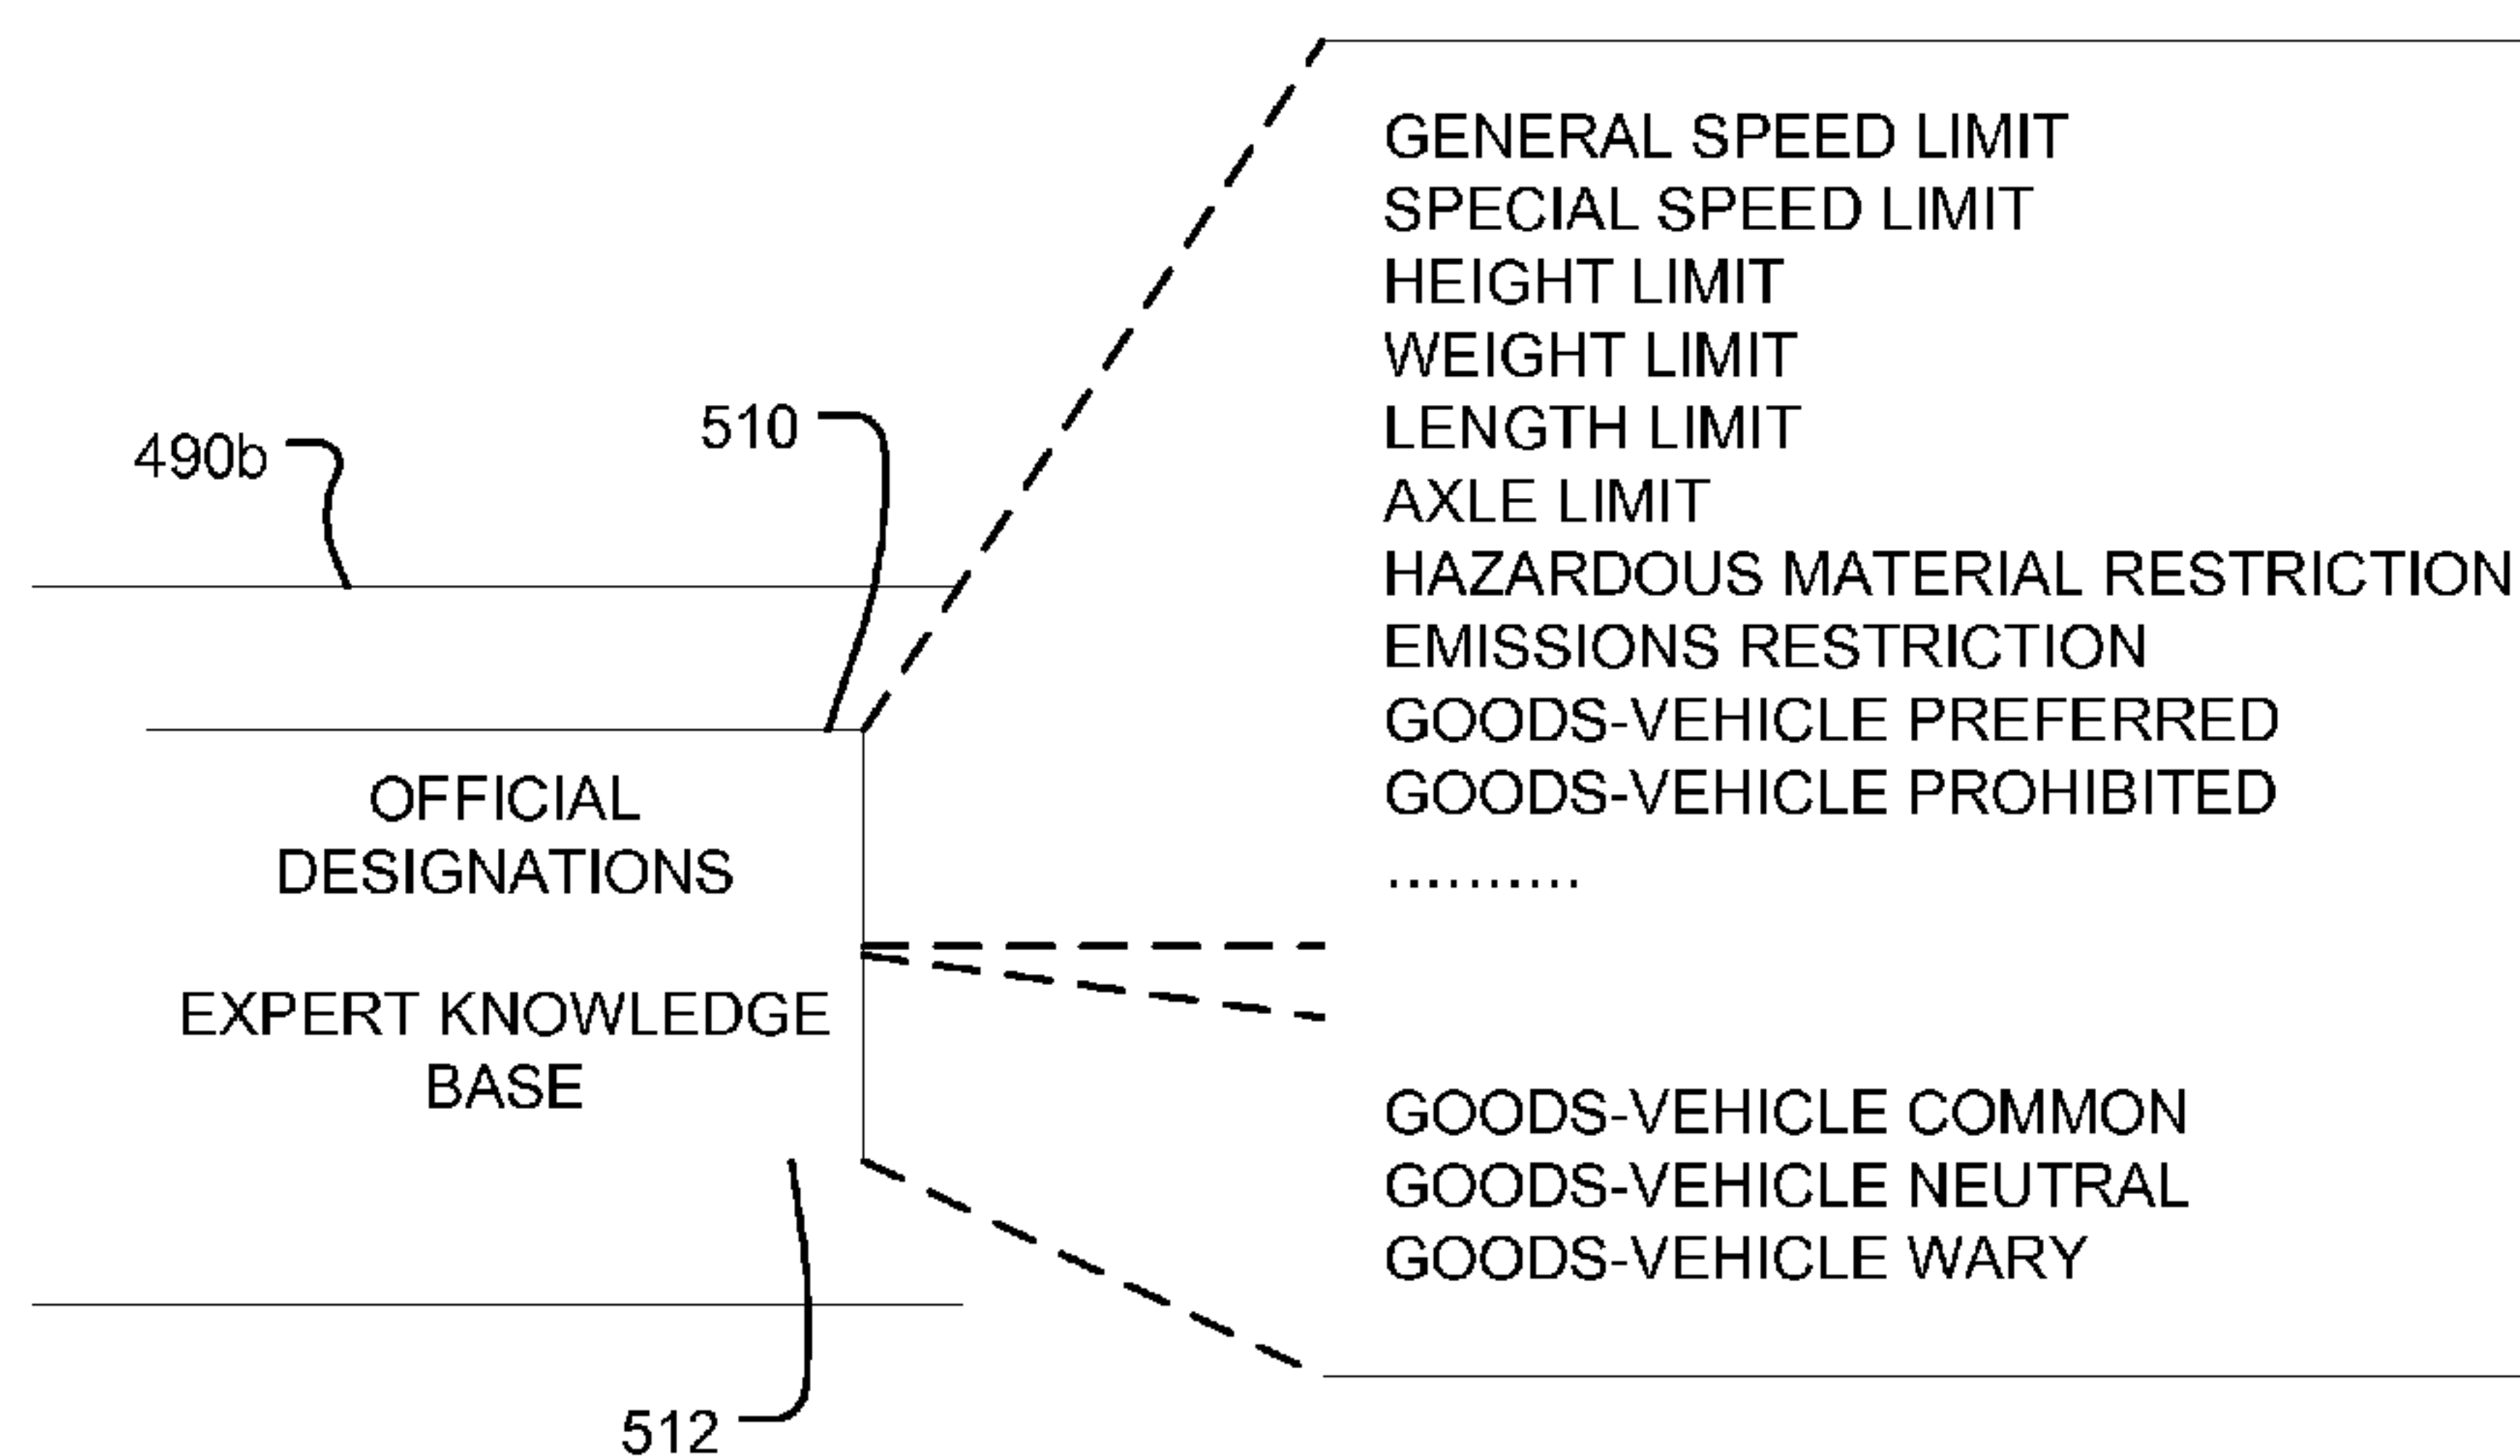 490b
510
OFFICIAL
DESIGNATIONS
EXPERT KNOWLEDGE
BASE
512
GENERAL SPEED LIMIT
SPECIAL SPEED LIMIT
HEIGHT LIMIT
WEIGHT LIMIT
LENGTH LIMIT
AXLE LIMIT
HAZARDOUS MATERIAL RESTRICTION
EMISSIONS RESTRICTION
GOODS-VEHICLE PREFERRED
GOODS-VEHICLE PROHIBITED
..........
GOODS-VEHICLE COMMON
GOODS-VEHICLE NEUTRAL
GOODS-VEHICLE WARY